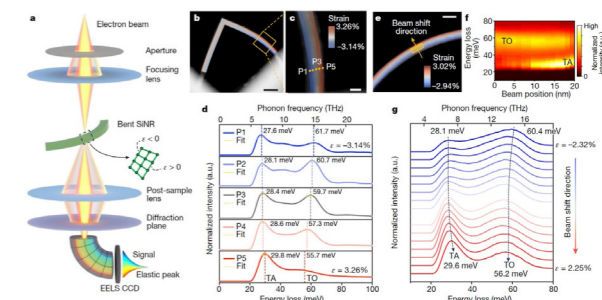 a
Electron beam
Aperture
Focusing
lens
Bent SiNR
ε < 0
ε > 0
Post-sample
lens
Diffraction
plane
Signal
Elastic peak
EELS CCD
b
c
Strain
3.26%
−3.14%
P3
P1
P5
e
Beam shift
direction
Strain
3.02%
−2.94%
f
Energy loss
(meV)
80
60
40
20
TO
TA
0 5 10 15 20
Beam position (nm)
High
0
Normalized
d
Phonon frequency (THz)
0 5 10 15 20
P1
Fit
27.6 meV
61.7 meV
ε = −3.14%
P2
Fit
28.1 meV
60.7 meV
P3
Fit
28.4 meV
59.7 meV
P4
Fit
28.6 meV
57.3 meV
P5
Fit
29.8 meV
55.7 meV
TA
TO
ε = 3.26%
Normalized intensity (a.u.)
0 20 40 60 80 100
Energy loss (meV)
g
Phonon frequency (THz)
4 8 12 16
28.1 meV
60.4 meV
ε = −2.32%
Beam shift direction
TA
29.6 meV
TO
56.2 meV
ε = 2.25%
Normalized intensity (a.u.)
20 40 60 80
Energy loss (meV)